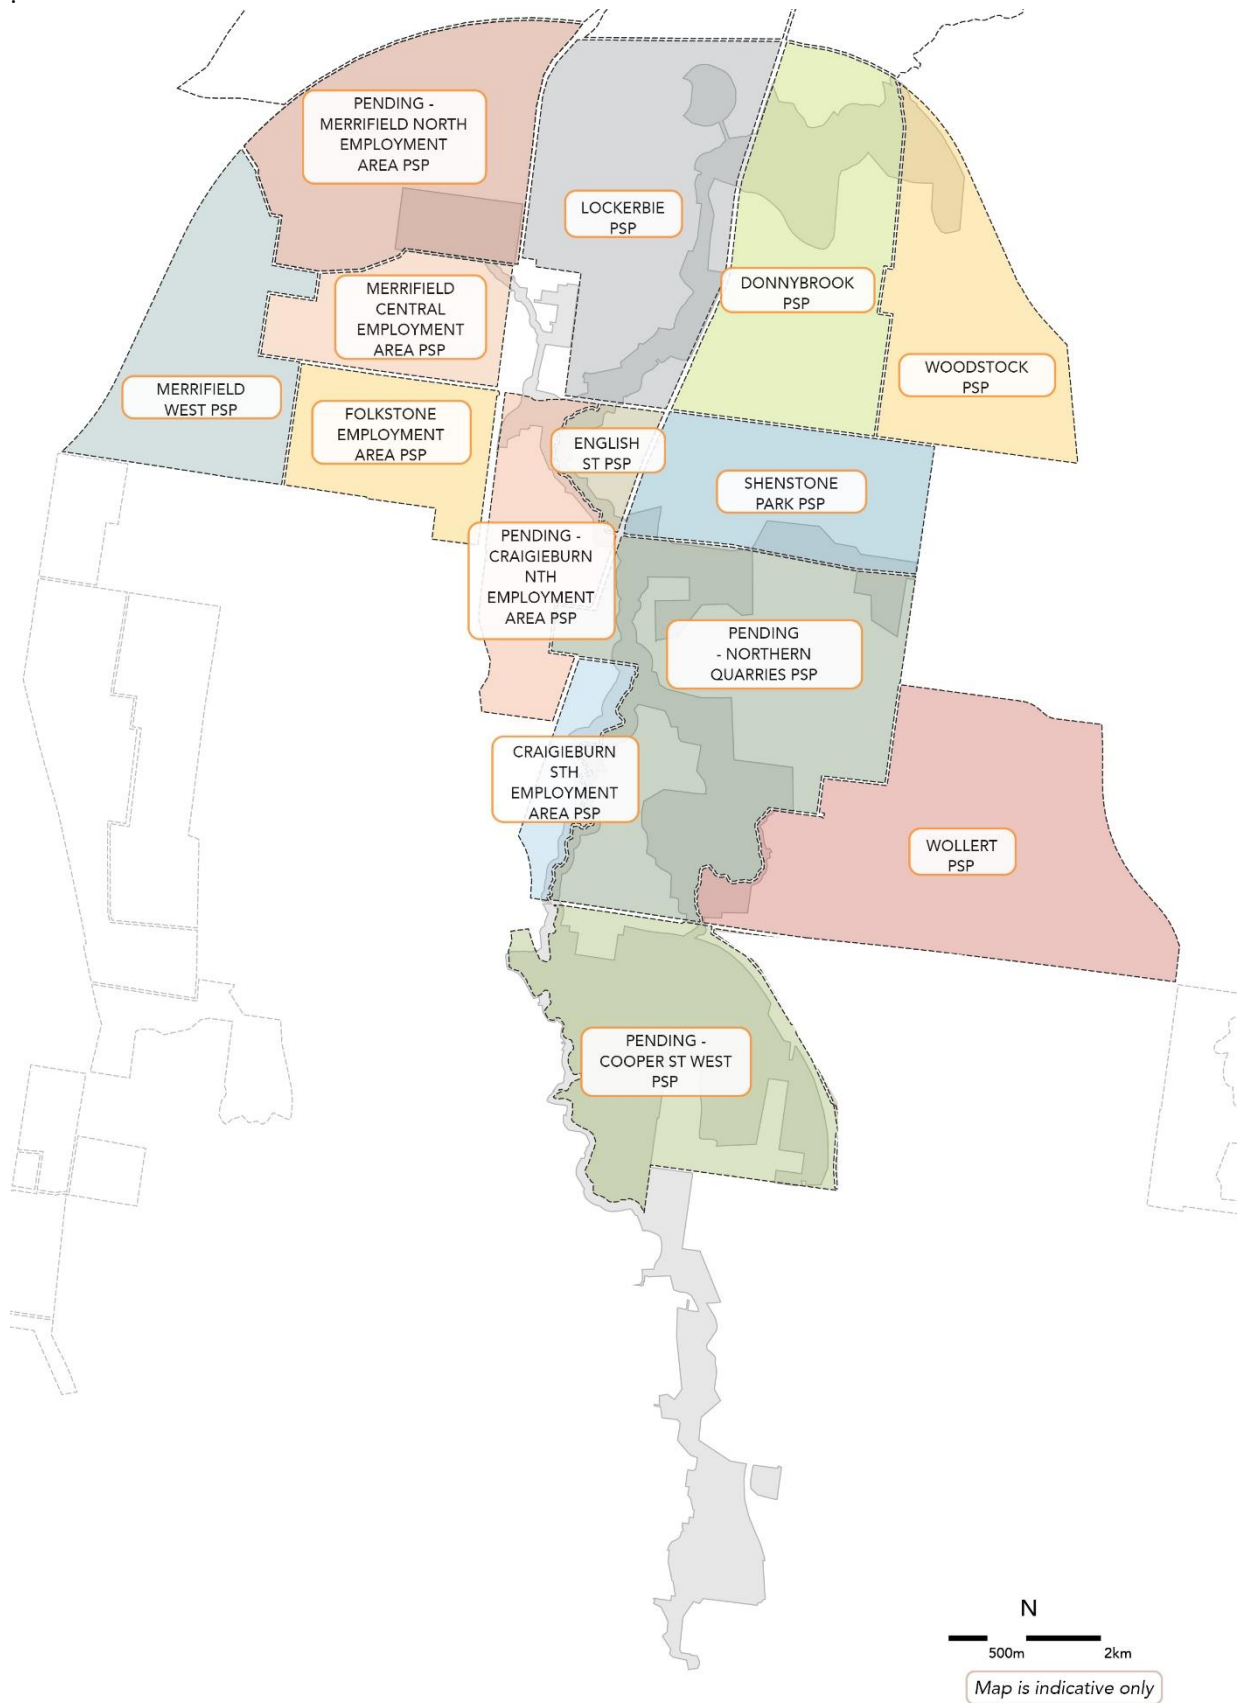 PENDING -
MERRIFIELD NORTH
EMPLOYMENT
AREA PSP
LOCKERBIE
PSP
MERRIFIELD
CENTRAL
EMPLOYMENT
AREA PSP
DONNYBROOK
PSP
WOODSTOCK
PSP
MERRIFIELD
WEST PSP
FOLKSTONE
EMPLOYMENT
AREA PSP
ENGLISH
ST PSP
SHENSTONE
PARK PSP
PENDING -
CRAIGIEBURN
NTH
EMPLOYMENT
AREA PSP
PENDING
- NORTHERN
QUARRIES PSP
CRAIGIEBURN
STH
EMPLOYMENT
AREA PSP
WOLLERT
PSP
PENDING -
COOPER ST WEST
PSP
N
500m 2km
Map is indicative only